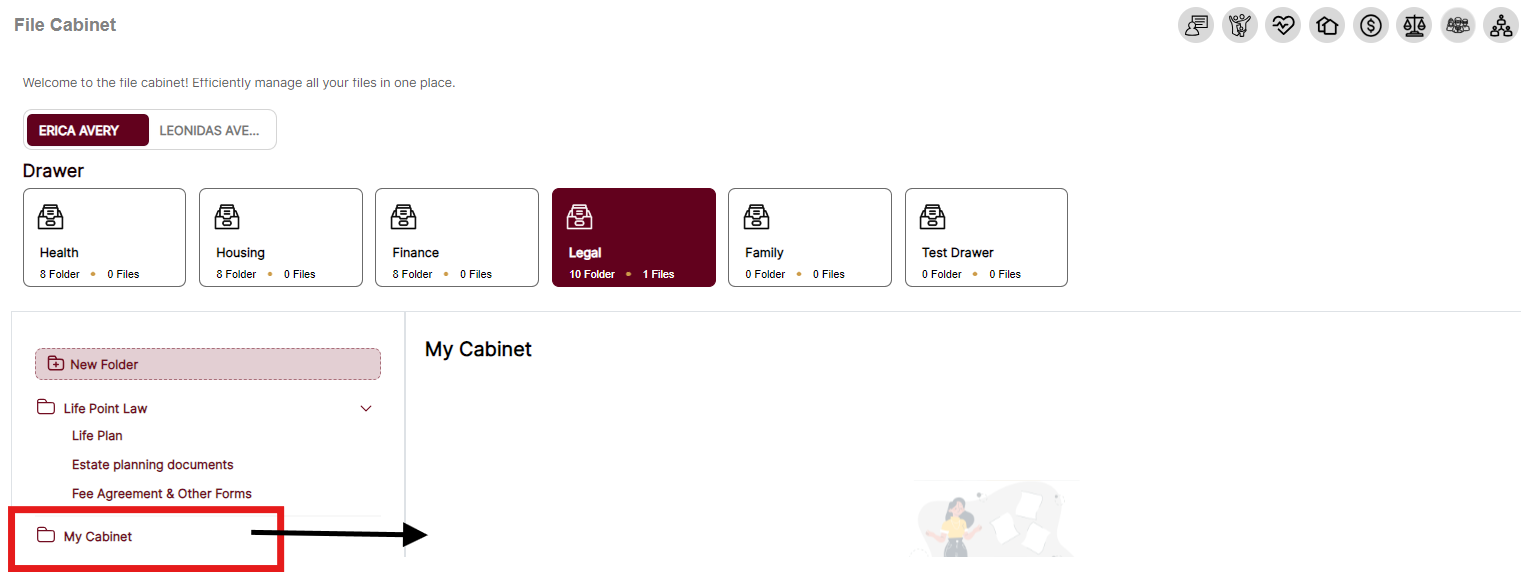 File Cabinet
Welcome to the file cabinet! Efficiently manage all your files in one place.
ERICA AVERY LEONIDAS AVE...
Drawer
Health
8 Folder • 0 Files
Housing
8 Folder • 0 Files
Finance
8 Folder • 0 Files
Legal
10 Folder • 1 Files
Family
0 Folder • 0 Files
Test Drawer
0 Folder • 0 Files
New Folder
Life Point Law
Life Plan
Estate planning documents
Fee Agreement & Other Forms
My Cabinet
My Cabinet